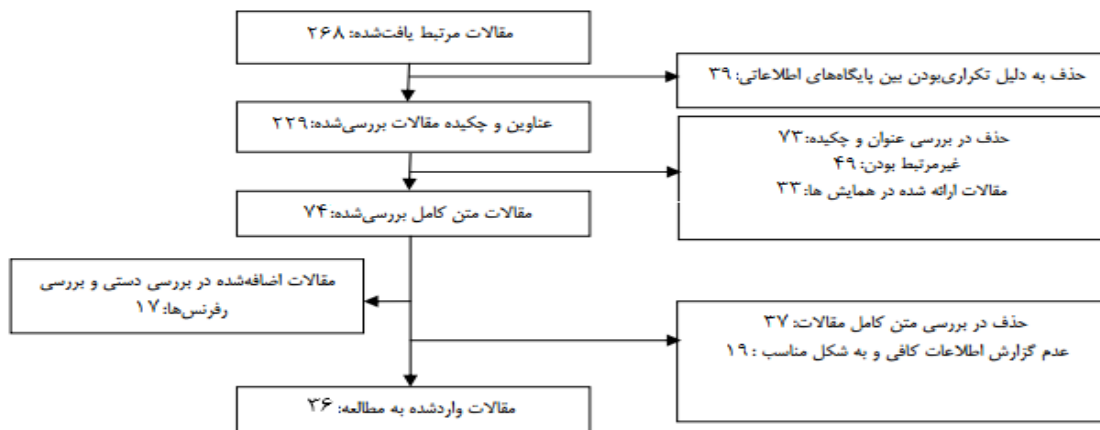 مقالات مرتبط یافت‌شده: ۲۶۸
حذف به دلیل تکراری‌بودن بین پایگاه‌های اطلاعاتی: ۳۹
عناوین و چکیده مقالات بررسی‌شده: ۲۲۹
حذف در بررسی عنوان و چکیده: ۷۳
غیرمرتبط بودن: ۴۹
مقالات ارائه شده در همایش ها: ۳۳
مقالات متن کامل بررسی‌شده: ۷۴
مقالات اضافه‌شده در بررسی دستی و بررسی
رفرنس‌ها: ۱۷
حذف در بررسی متن کامل مقالات: ۳۷
عدم گزارش اطلاعات کافی و به شکل مناسب : ۱۹
مقالات واردشده به مطالعه: ۳۶